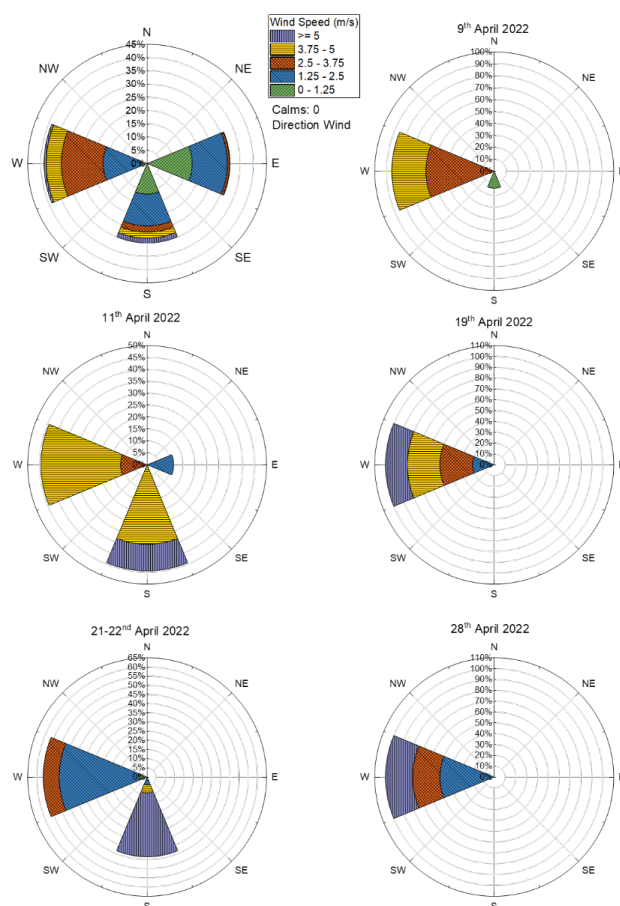 Wind Speed (m/s)
>= 5
3.75 - 5
2.5 - 3.75
1.25 - 2.5
0 - 1.25
Calms: 0
Direction Wind
N
NE
E
SE
S
SW
W
NW
45%
40%
35%
30%
25%
20%
15%
10%
5%
0%
9th April 2022
N
NE
SE
S
SW
W
NW
100%
90%
80%
70%
60%
50%
40%
30%
20%
10%
0%
11th April 2022
N
NE
E
SE
S
SW
W
NW
50%
45%
40%
35%
30%
25%
20%
15%
10%
5%
0%
19th April 2022
N
NE
SE
S
SW
W
NW
110%
100%
90%
80%
70%
60%
50%
40%
30%
20%
10%
0%
21-22nd April 2022
N
NE
E
SE
S
SW
W
NW
65%
60%
55%
50%
45%
40%
35%
30%
25%
20%
15%
10%
5%
0%
28th April 2022
N
NE
SE
S
SW
W
NW
110%
100%
90%
80%
70%
60%
50%
40%
30%
20%
10%
0%